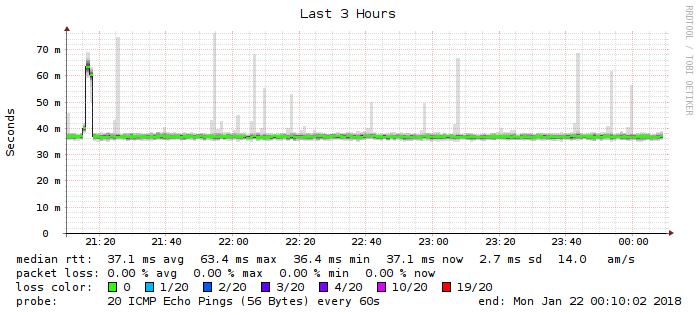 Last 3 Hours
RRDTOOL / TOBI OETIKER
Seconds
70 m
60 m
50 m
40 m
30 m
20 m
10 m
0
21:20 21:40 22:00 22:20 22:40 23:00 23:20 23:40 00:00
median rtt: 37.1 ms avg 63.4 ms max 36.4 ms min 37.1 ms now 2.7 ms sd 14.0 am/s
packet loss: 0.00 % avg 0.00 % max 0.00 % min 0.00 % now
loss color: 0 1/20 2/20 3/20 4/20 10/20 19/20
probe: 20 ICMP Echo Pings (56 Bytes) every 60s end: Mon Jan 22 00:10:02 2018